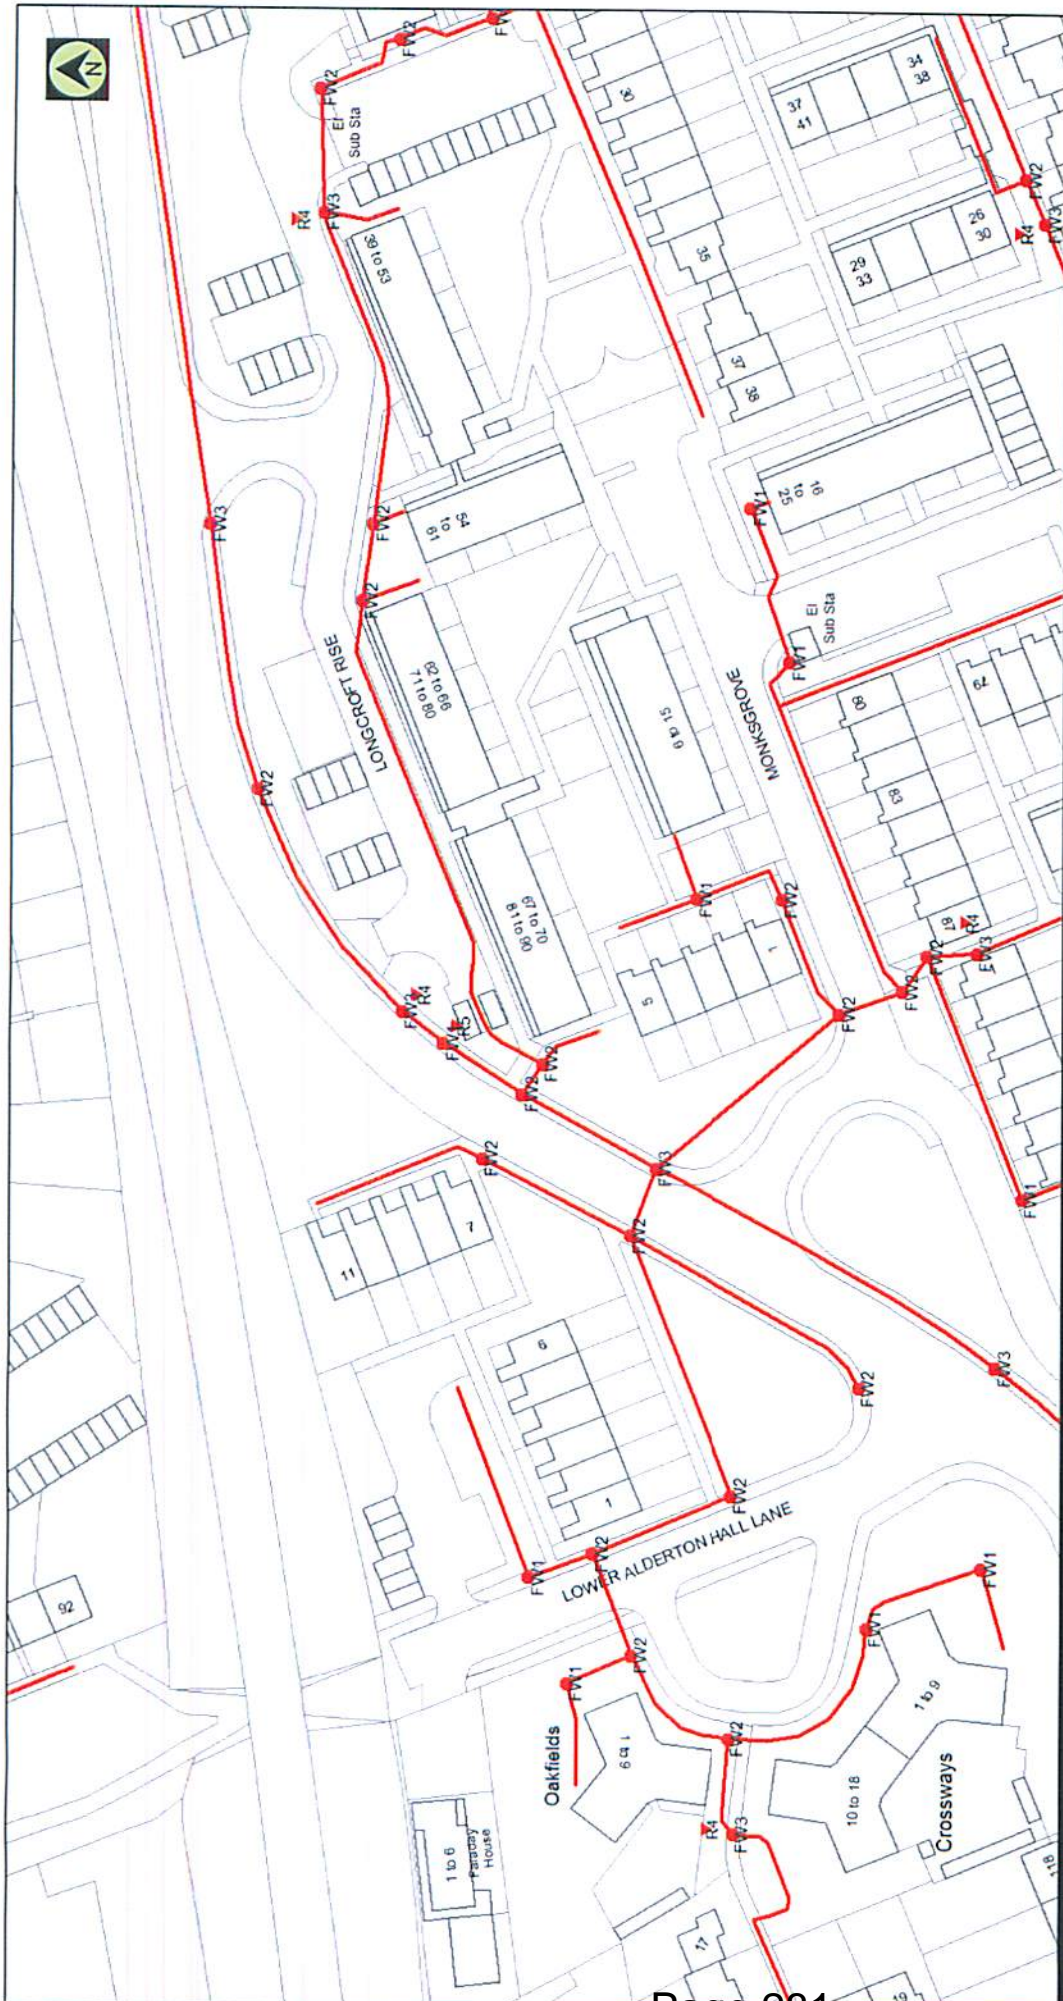 N
FW2
FW2
El
Sub Sta
R4
FW3
39 to 53
36
35
37
38
34
38
37
41
FW2
26
30
R4
FW3
29
33
FW3
FW2
54
to
61
FW2
LONGCROFT RISE
62 to 66
71 to 80
FW1
16
to
25
El
Sub Sta
FW1
MONKSGROVE
6 to 15
79
80
83
FW2
67 to 70
81 to 90
FW1
FW2
1
5
87
R4
FW3
FW2
FW2
FW2
R4
R5
FW2
FW2
FW2
FW3
FW1
7
11
FW2
FW3
FW2
6
1
FW2
FW2
FW1
LOWER ALDERTON HALL LANE
92
FW2
FW1
Oakfields
1 to 9
FW1
FW1
1 to 9
FW2
10 to 18
Crossways
R4
FW3
1 to 6
Faraday
House
17
19
118